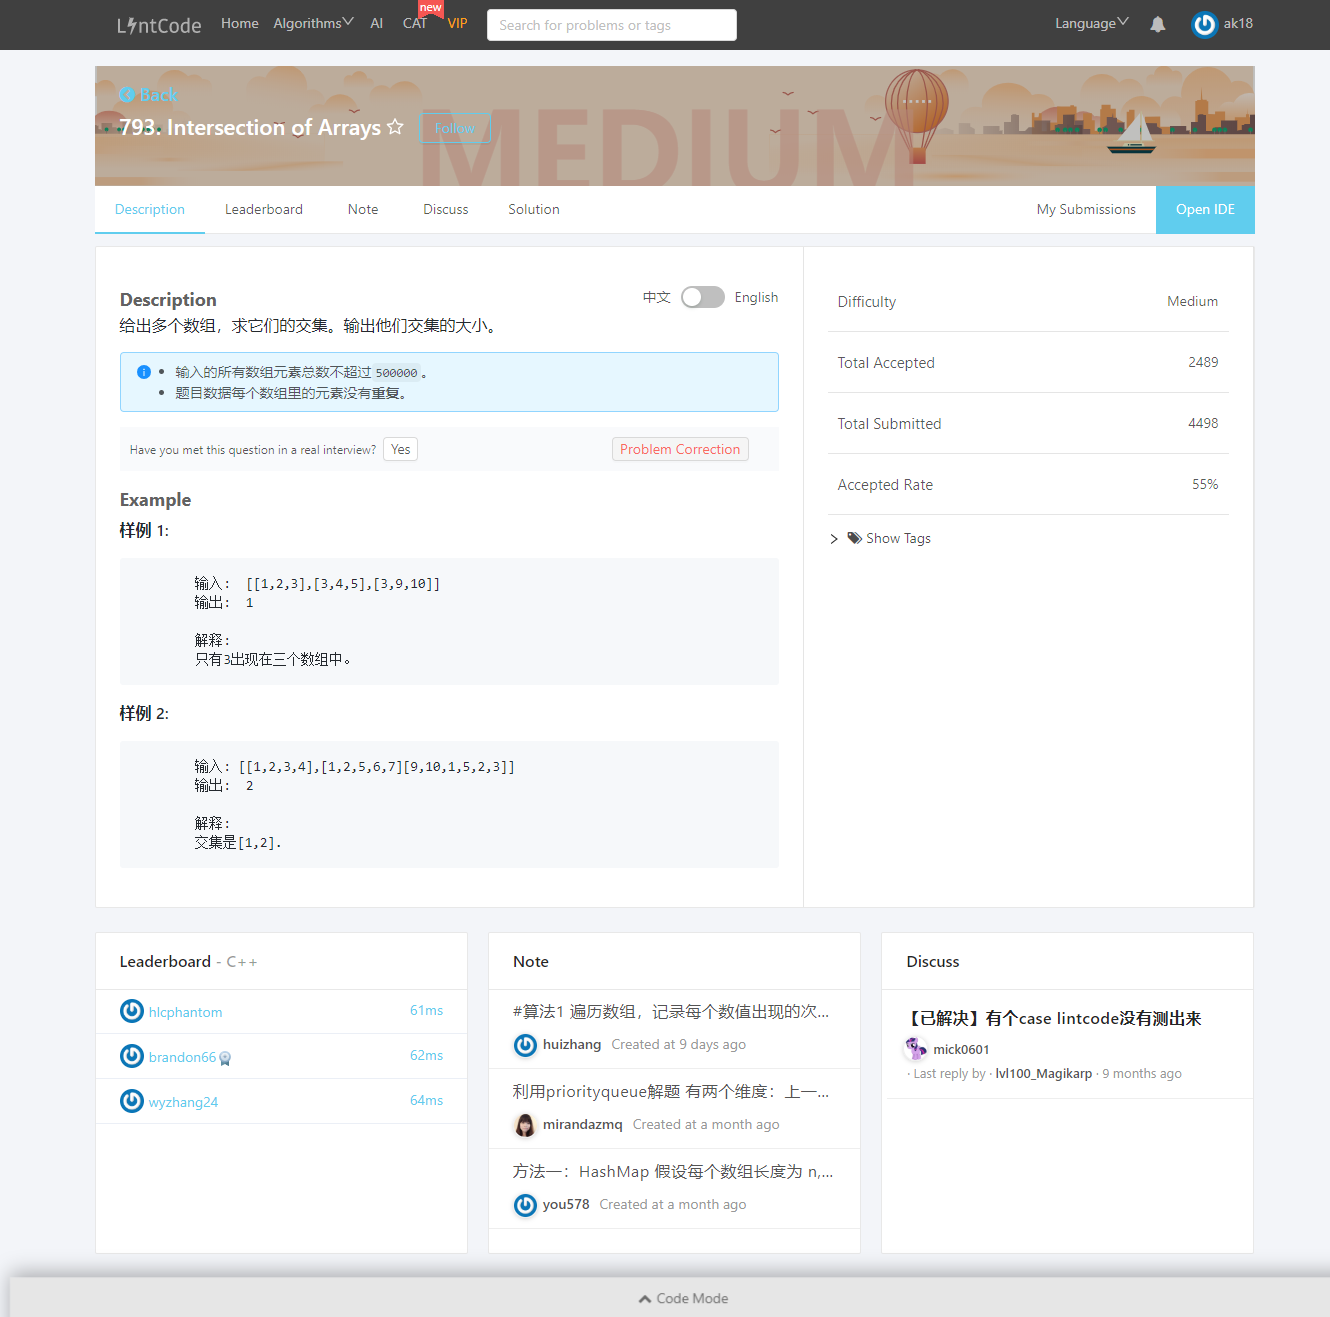 LintCode
Home
Algorithms
AI
CAT
new
VIP
Search for problems or tags
Language
ak18
Back
793. Intersection of Arrays
Follow
MEDIUM
Description
Leaderboard
Note
Discuss
Solution
My Submissions
Open IDE
Description
中文
English
给出多个数组，求它们的交集。输出他们交集的大小。
输入的所有数组元素总数不超过 500000 。
题目数据每个数组里的元素没有重复。
Have you met this question in a real interview?
Yes
Problem Correction
Example
样例 1:
输入:  [[1,2,3],[3,4,5],[3,9,10]]
输出:  1
解释:
只有3出现在三个数组中。
样例 2:
输入: [[1,2,3,4],[1,2,5,6,7][9,10,1,5,2,3]]
输出:  2
解释:
交集是[1,2].
Difficulty
Medium
Total Accepted
2489
Total Submitted
4498
Accepted Rate
55%
Show Tags
Leaderboard - C++
hlcphantom
61ms
brandon66
62ms
wyzhang24
64ms
Note
#算法1 遍历数组，记录每个数值出现的次...
huizhang Created at 9 days ago
利用priorityqueue解题 有两个维度：上一...
mirandazmq Created at a month ago
方法一：HashMap 假设每个数组长度为 n,...
you578 Created at a month ago
Discuss
【已解决】有个case lintcode没有测出来
mick0601
· Last reply by · lvl100_Magikarp · 9 months ago
Code Mode